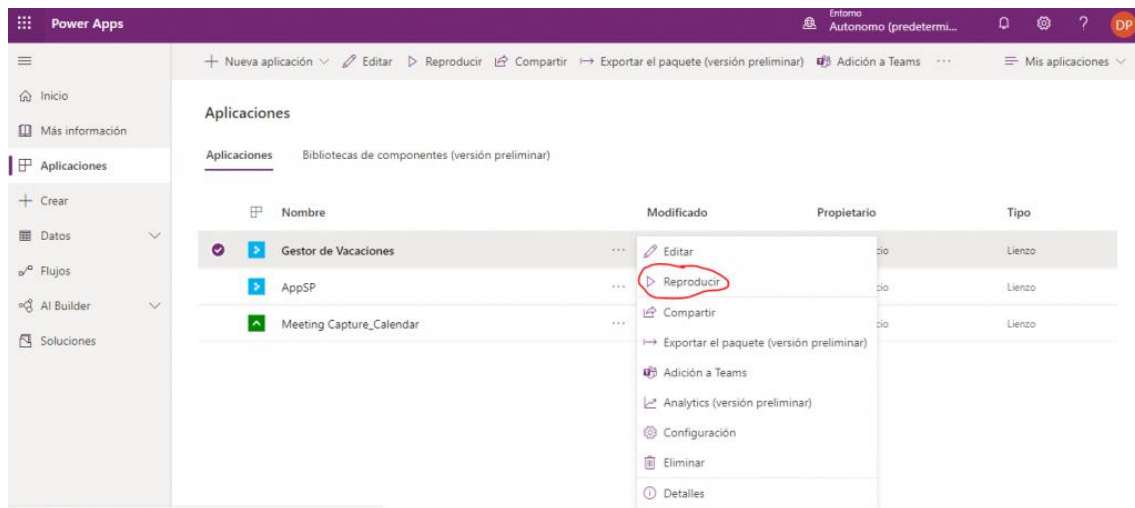 Power Apps
Entorno
Autonomo (predetermi...
?
DP
Nueva aplicación
Editar
Reproducir
Compartir
Exportar el paquete (versión preliminar)
Adición a Teams
...
Mis aplicaciones
Inicio
Más información
Aplicaciones
Crear
Datos
Flujos
AI Builder
Soluciones
Aplicaciones
Aplicaciones
Bibliotecas de componentes (versión preliminar)
Nombre
Modificado
Propietario
Tipo
Gestor de Vacaciones
...
cio
Lienzo
AppSP
...
cio
Lienzo
Meeting Capture_Calendar
...
cio
Lienzo
Editar
Reproducir
Compartir
Exportar el paquete (versión preliminar)
Adición a Teams
Analytics (versión preliminar)
Configuración
Eliminar
Detalles